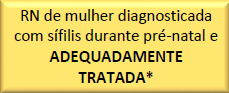 RN de mulher diagnosticada
com sífilis durante pré-natal e
ADEQUADAMENTE
TRATADA*